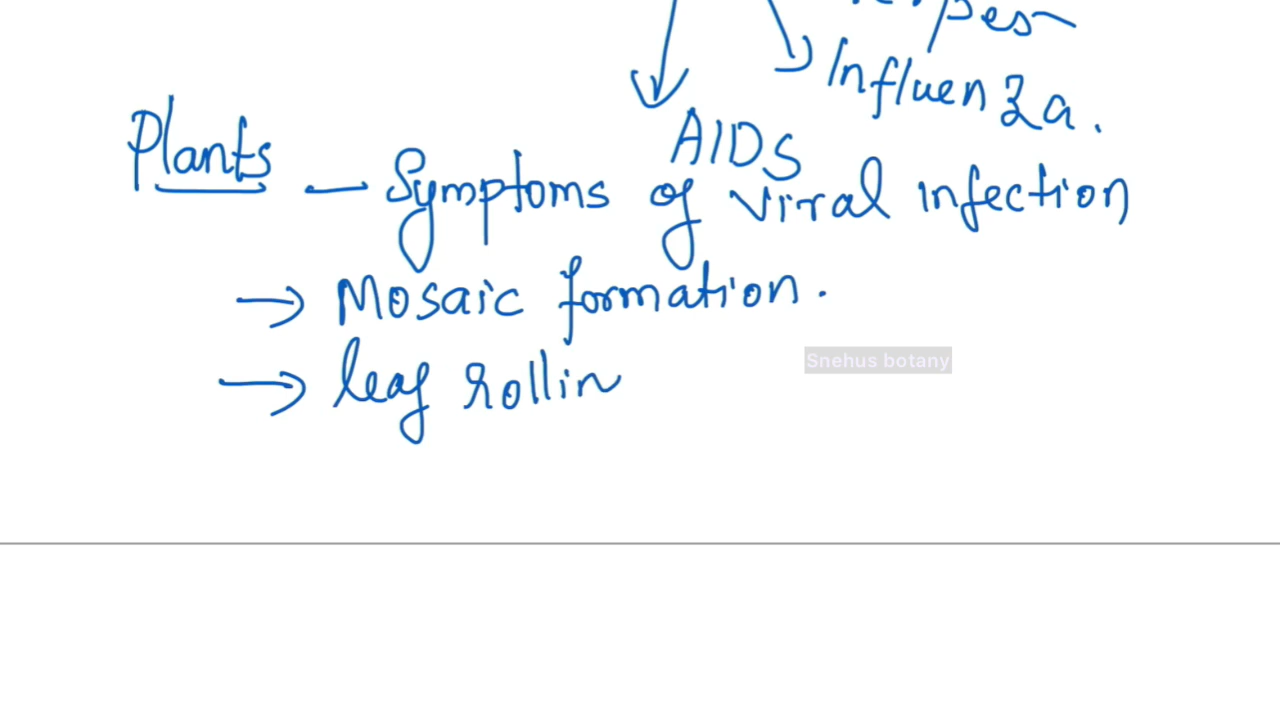 Influenza.
AIDS
Plants - Symptoms of viral infection
→ Mosaic formation.
Snehus botany
→ leaf rollin